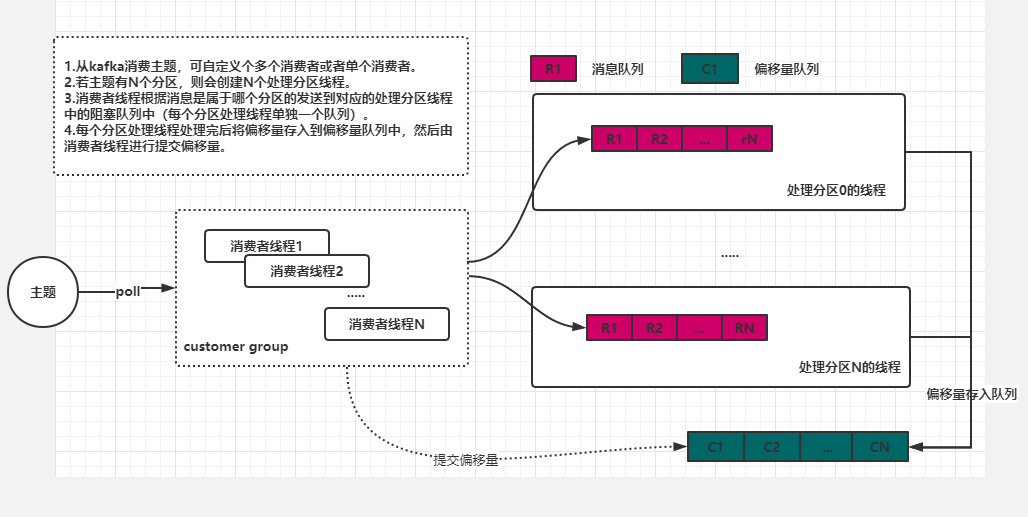 1.从kafka消费主题，可自定义个多个消费者或者单个消费者。
2.若主题有N个分区，则会创建N个处理分区线程。
3.消费者线程根据消息是属于哪个分区的发送到对应的处理分区线程
中的阻塞队列中（每个分区处理线程单独一个队列）。
4.每个分区处理线程处理完后将偏移量存入到偏移量队列中，然后由
消费者线程进行提交偏移量。
R1 消息队列 C1 偏移量队列
R1 R2 ... rN
处理分区0的线程
消费者线程1
消费者线程2
.....
消费者线程N
customer group
主题
poll
.....
R1 R2 ... RN
处理分区N的线程
偏移量存入队列
C1 C2 ... CN
提交偏移量